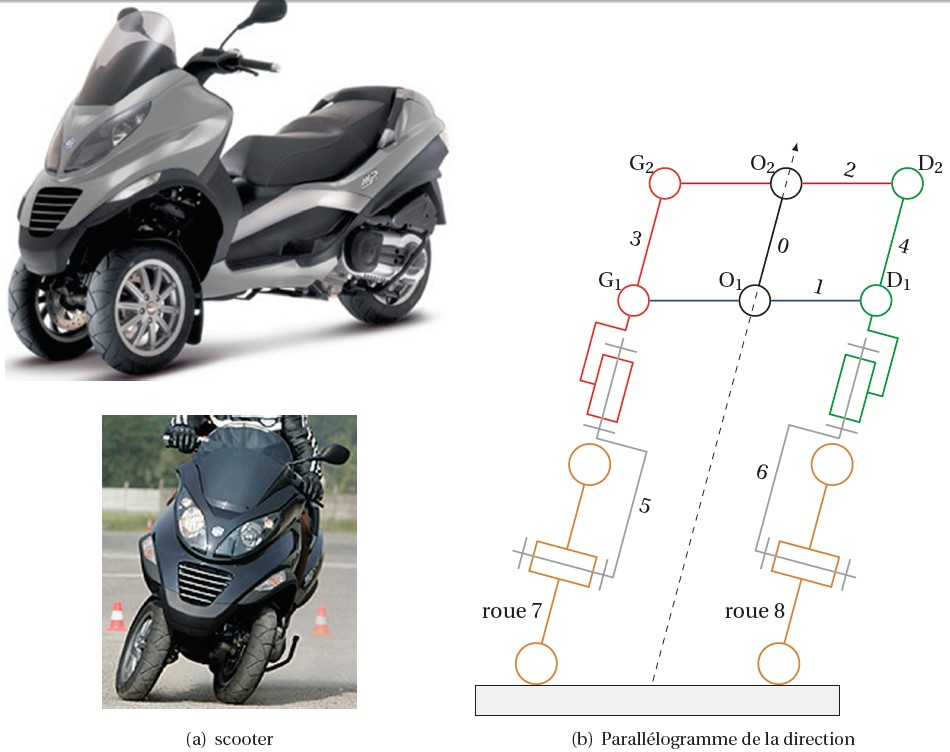 G2
O2
2
D2
3
0
4
G1
O1
1
D1
6
5
roue 7
roue 8
(a) scooter
(b) Parallélogramme de la direction